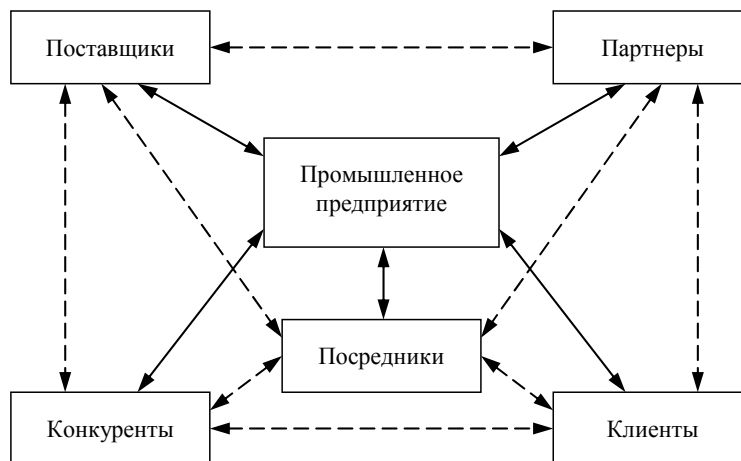 Поставщики
Партнеры
Промышленное
предприятие
Посредники
Конкуренты
Клиенты